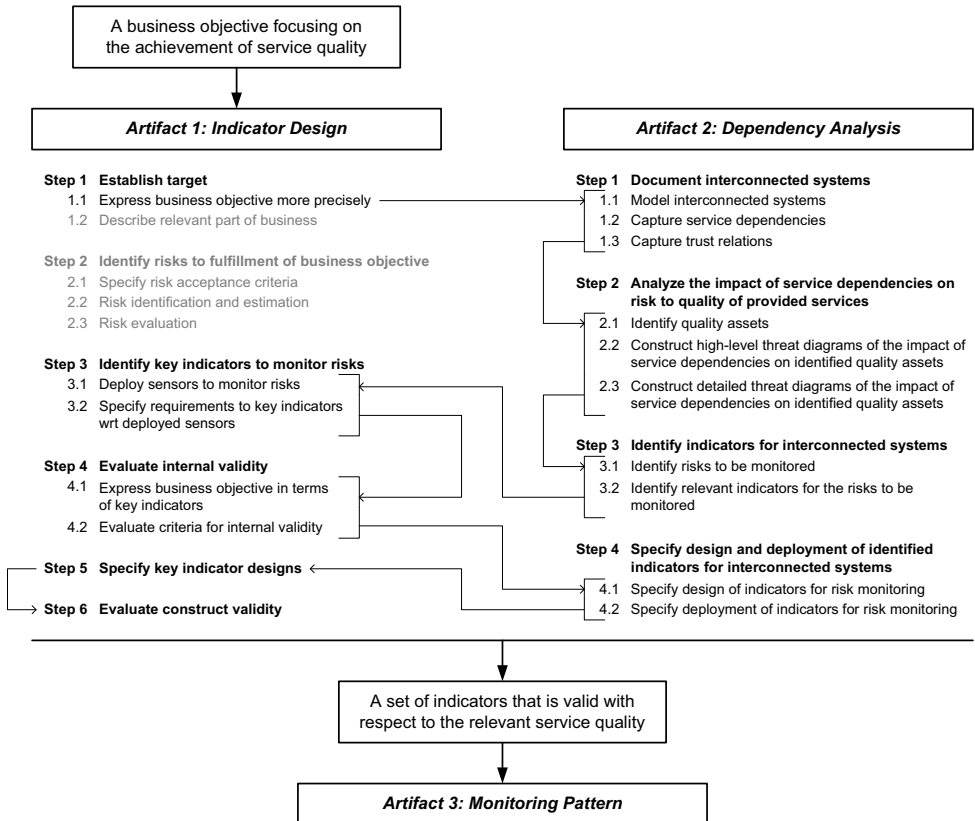 A business objective focusing on
the achievement of service quality
Artifact 1: Indicator Design
Step 1 Establish target
1.1 Express business objective more precisely
1.2 Describe relevant part of business
Step 2 Identify risks to fulfillment of business objective
2.1 Specify risk acceptance criteria
2.2 Risk identification and estimation
2.3 Risk evaluation
Step 3 Identify key indicators to monitor risks
3.1 Deploy sensors to monitor risks
3.2 Specify requirements to key indicators
wrt deployed sensors
Step 4 Evaluate internal validity
4.1 Express business objective in terms
of key indicators
4.2 Evaluate criteria for internal validity
Step 5 Specify key indicator designs
Step 6 Evaluate construct validity
Artifact 2: Dependency Analysis
Step 1 Document interconnected systems
1.1 Model interconnected systems
1.2 Capture service dependencies
1.3 Capture trust relations
Step 2 Analyze the impact of service dependencies on
risk to quality of provided services
2.1 Identify quality assets
2.2 Construct high-level threat diagrams of the impact of
service dependencies on identified quality assets
2.3 Construct detailed threat diagrams of the impact of
service dependencies on identified quality assets
Step 3 Identify indicators for interconnected systems
3.1 Identify risks to be monitored
3.2 Identify relevant indicators for the risks to be
monitored
Step 4 Specify design and deployment of identified
indicators for interconnected systems
4.1 Specify design of indicators for risk monitoring
4.2 Specify deployment of indicators for risk monitoring
A set of indicators that is valid with
respect to the relevant service quality
Artifact 3: Monitoring Pattern